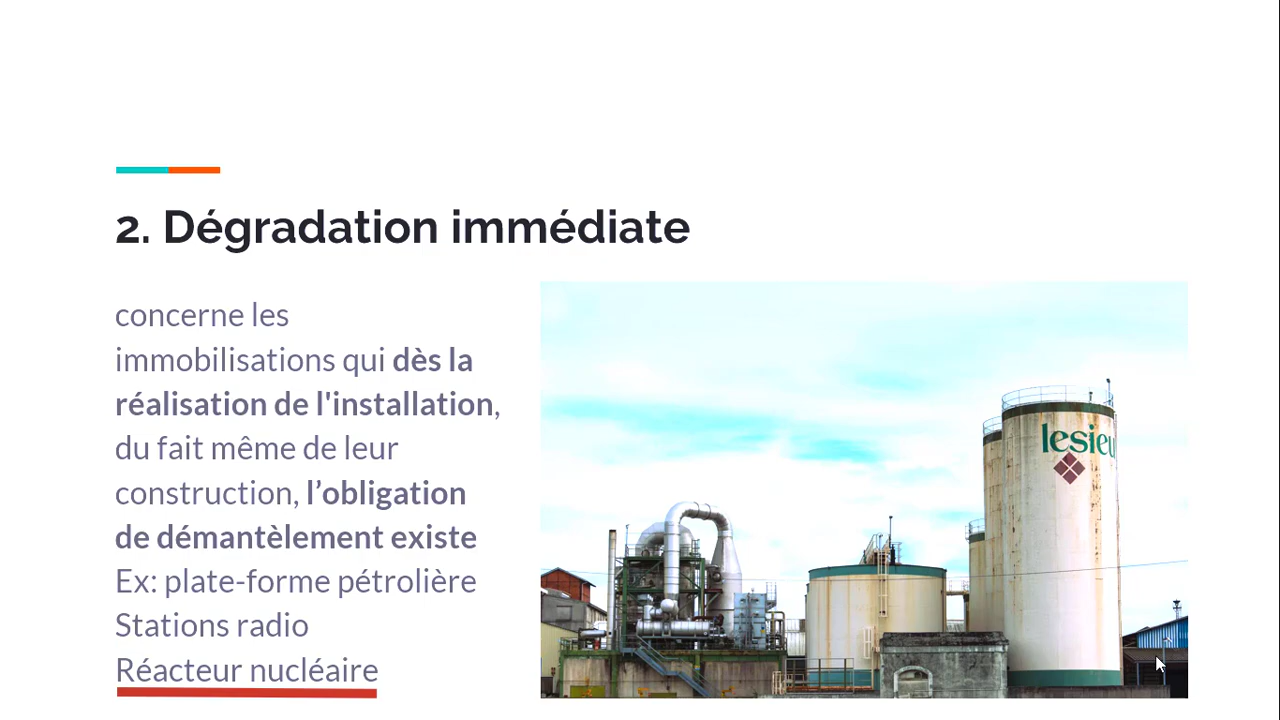 2. Dégradation immédiate
concerne les
immobilisations qui dès la
réalisation de l'installation,
du fait même de leur
construction, l’obligation
de démantèlement existe
Ex: plate-forme pétrolière
Stations radio
Réacteur nucléaire
lesieu